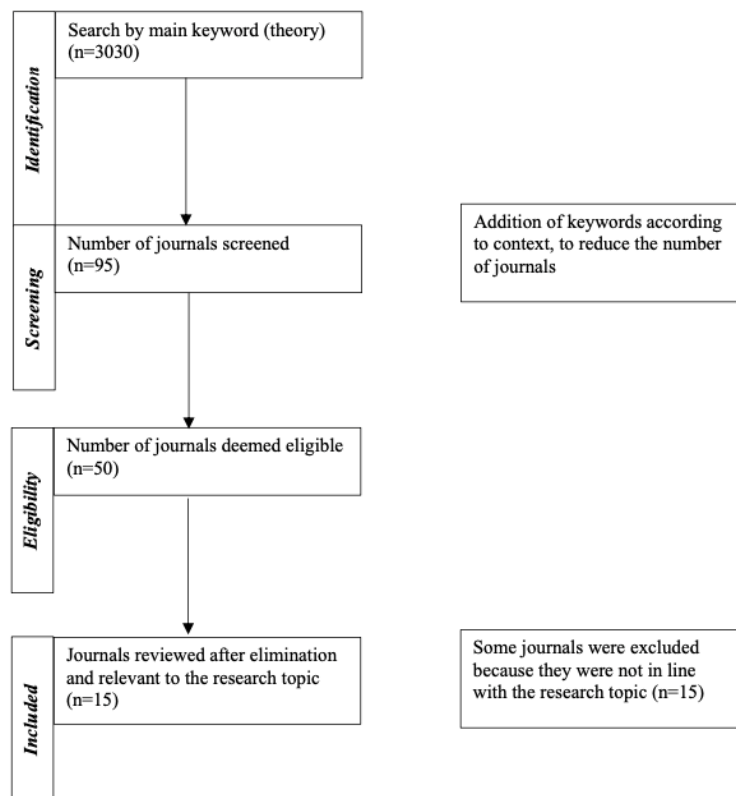 Identification
Search by main keyword (theory)
(n=3030)
Screening
Number of journals screened
(n=95)
Addition of keywords according
to context, to reduce the number
of journals
Eligibility
Number of journals deemed eligible
(n=50)
Included
Journals reviewed after elimination
and relevant to the research topic
(n=15)
Some journals were excluded
because they were not in line
with the research topic (n=15)